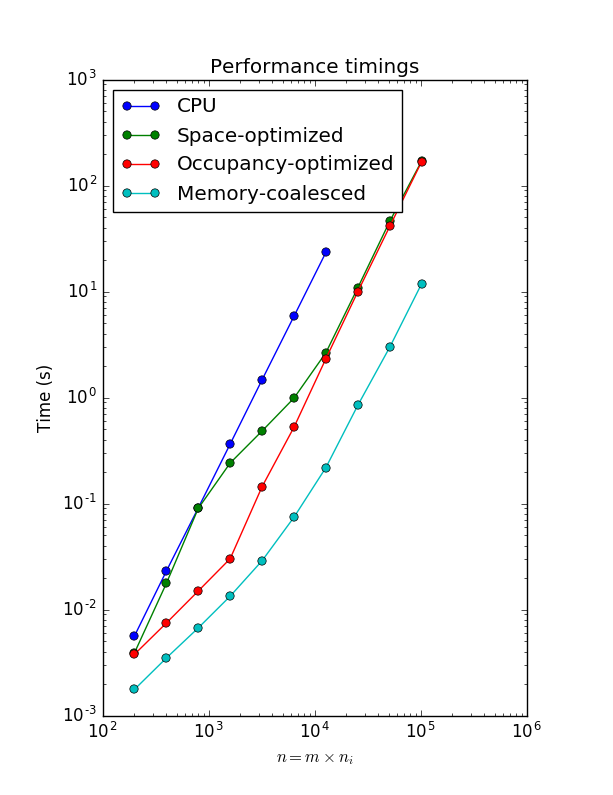 Performance timings
10^3
CPU
Space-optimized
Occupancy-optimized
Memory-coalesced
10^2
10^1
10^0
10^-1
10^-2
10^-3
Time (s)
10^2 10^3 10^4 10^5 10^6
n = m × n_i